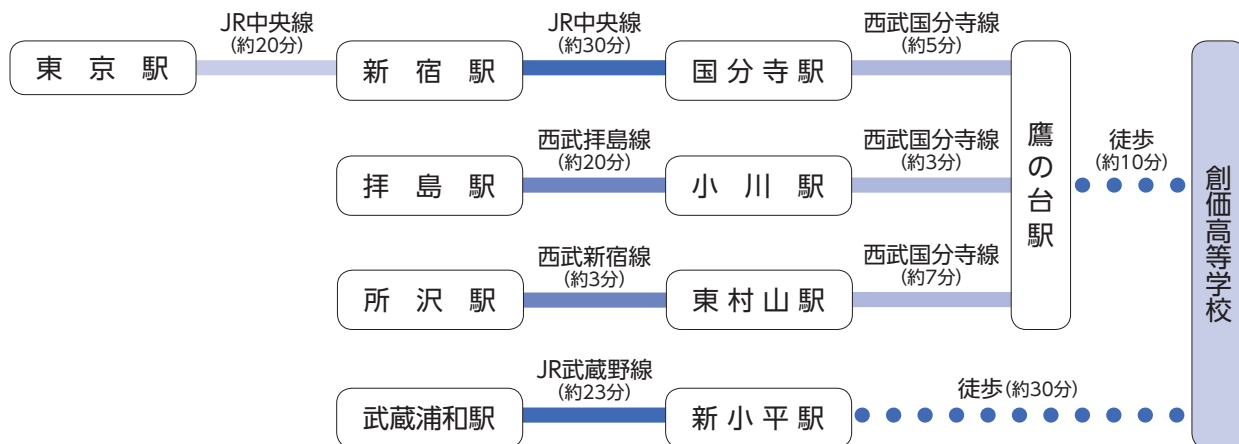 JR中央線
(約20分)
JR中央線
(約30分)
西武国分寺線
(約5分)
東京駅
新宿駅
国分寺駅
西武拝島線
(約20分)
西武国分寺線
(約3分)
拝島駅
小川駅
鷹の台駅
徒歩
(約10分)
創価高等学校
西武新宿線
(約3分)
西武国分寺線
(約7分)
所沢駅
東村山駅
JR武蔵野線
(約23分)
武蔵浦和駅
新小平駅
徒歩(約30分)